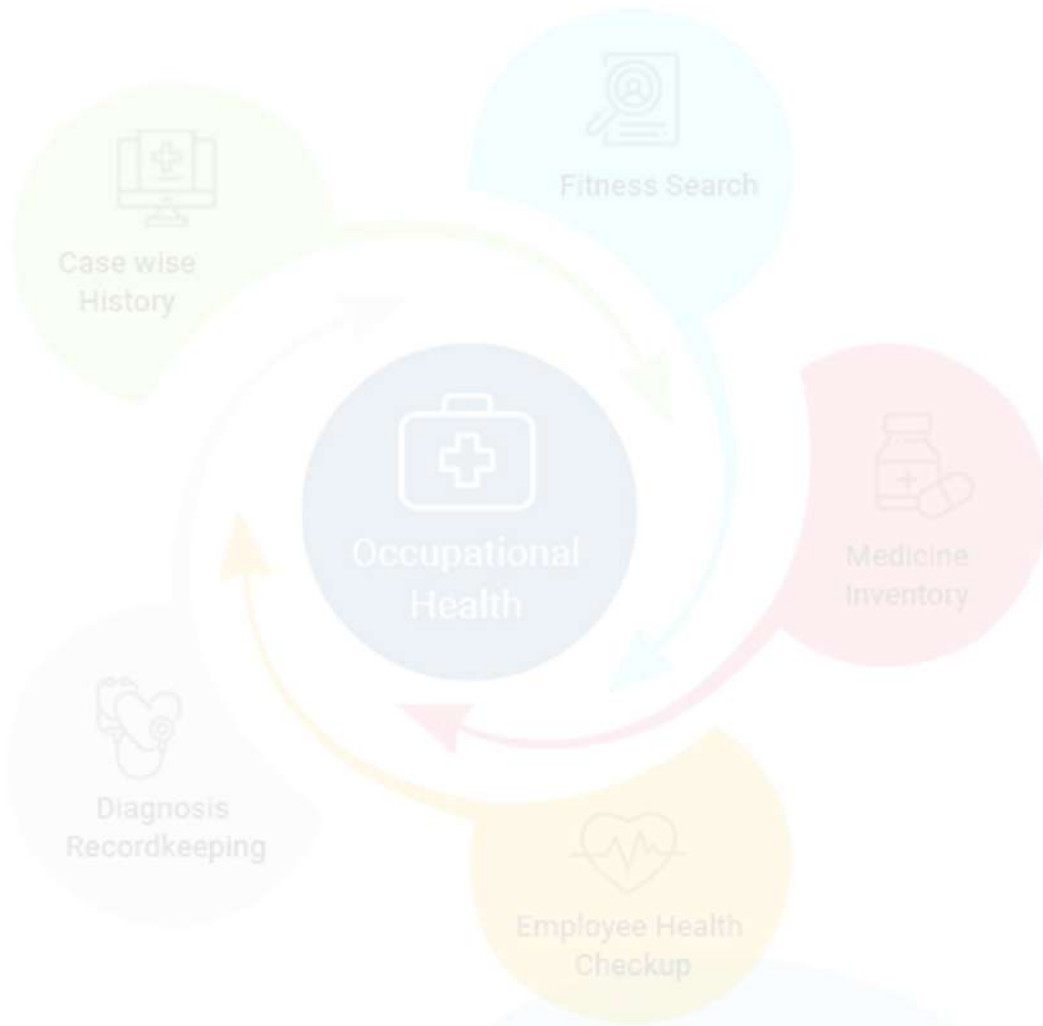 Fitness Search
Case wise
History
Occupational
Health
Medicine
Inventory
Diagnosis
Recordkeeping
Employee Health
Checkup